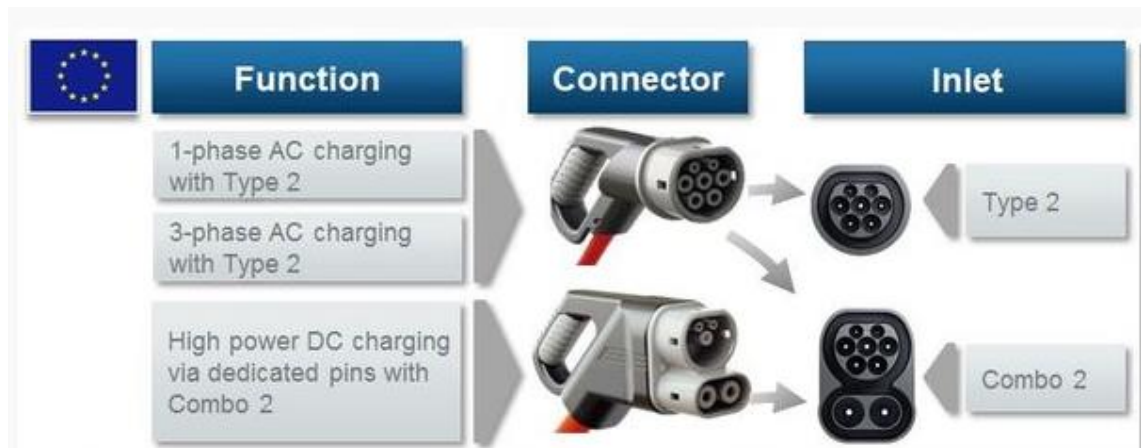 Function
Connector
Inlet
1-phase AC charging
with Type 2
3-phase AC charging
with Type 2
High power DC charging
via dedicated pins with
Combo 2
Type 2
Combo 2